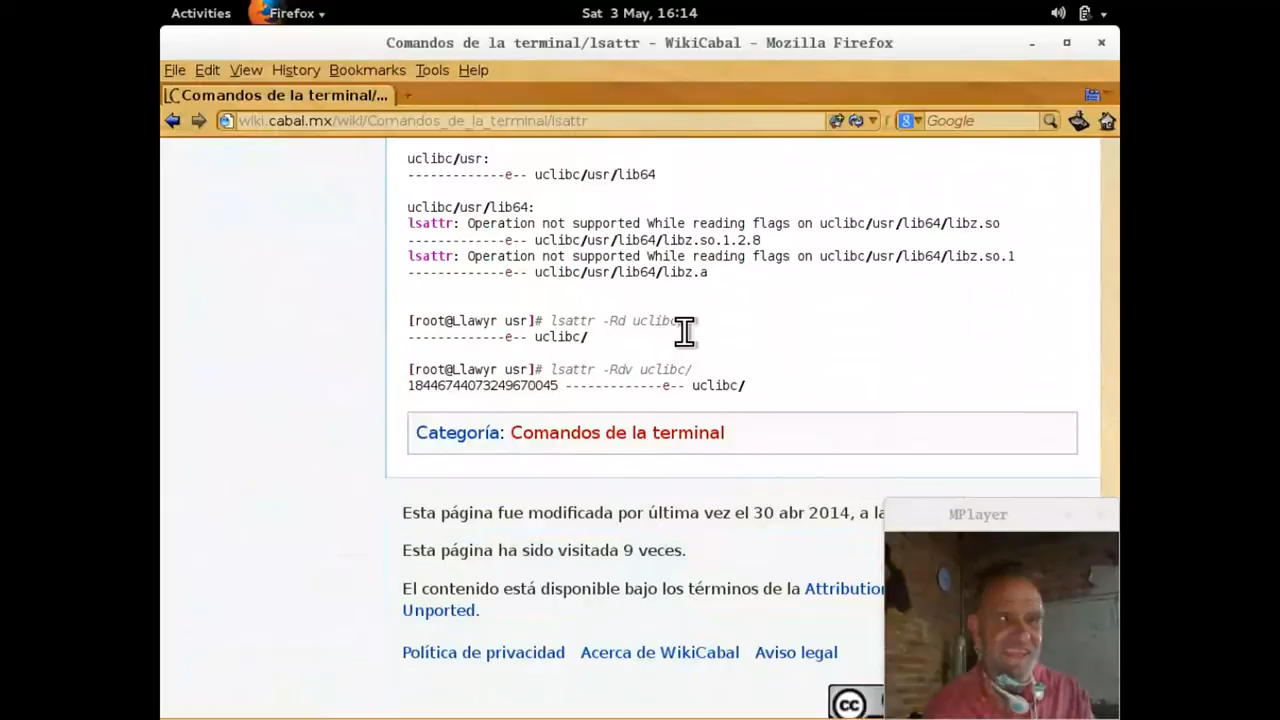 Activities Firefox Sat 3 May, 16:14
Comandos de la terminal/lsattr - WikiCabal - Mozilla Firefox
File Edit View History Bookmarks Tools Help
Comandos de la terminal/...
wiki.cabal.mx/wiki/Comandos_de_la_terminal/lsattr Google
uclibc/usr:
-------------e-- uclibc/usr/lib64
uclibc/usr/lib64:
lsattr: Operation not supported While reading flags on uclibc/usr/lib64/libz.so
-------------e-- uclibc/usr/lib64/libz.so.1.2.8
lsattr: Operation not supported While reading flags on uclibc/usr/lib64/libz.so.1
-------------e-- uclibc/usr/lib64/libz.a
[root@Llawyr usr]# lsattr -Rd uclibc
-------------e-- uclibc/
[root@Llawyr usr]# lsattr -Rdv uclibc/
18446744073249670045 -------------e-- uclibc/
Categoría: Comandos de la terminal
Esta página fue modificada por última vez el 30 abr 2014, a la
MPlayer
Esta página ha sido visitada 9 veces.
El contenido está disponible bajo los términos de la Attribution
Unported.
Política de privacidad Acerca de WikiCabal Aviso legal
cc